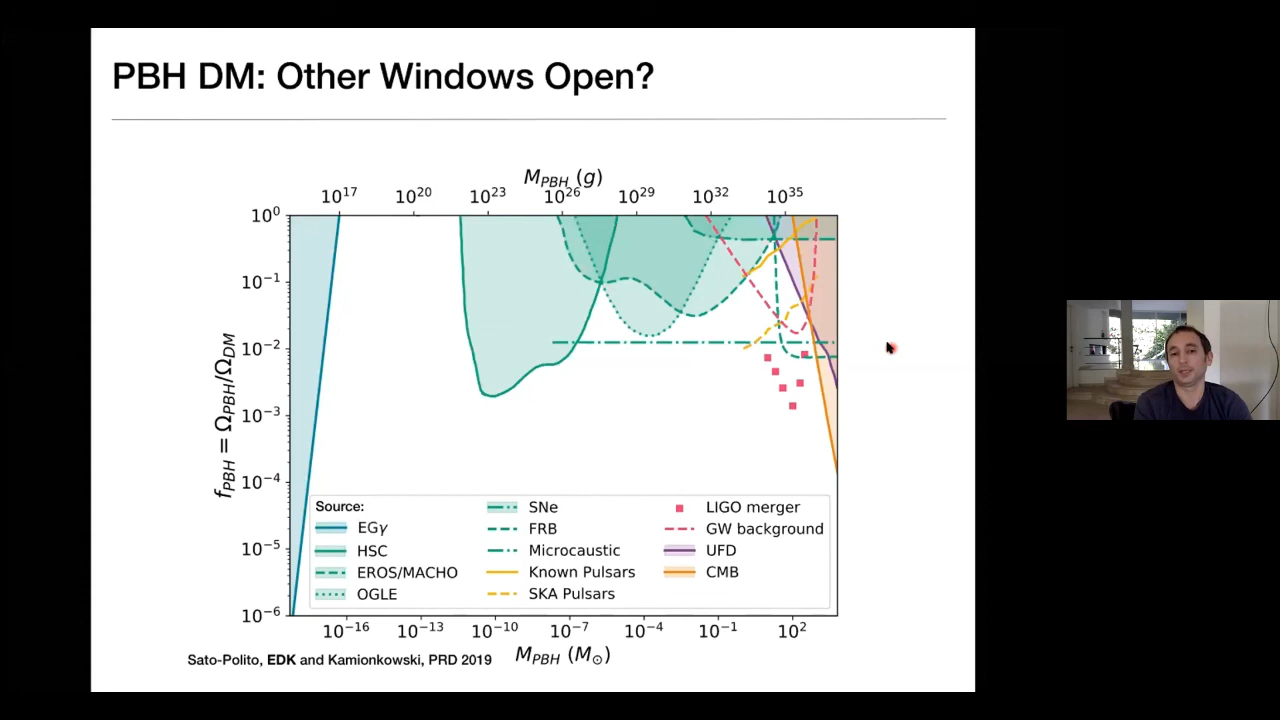 PBH DM: Other Windows Open?
M_PBH (g)
10^17 10^20 10^23 10^26 10^29 10^32 10^35
10^0
10^-1
10^-2
10^-3
10^-4
10^-5
10^-6
f_PBH = Ω_PBH/Ω_DM
Source:
EGγ
HSC
EROS/MACHO
OGLE
SNe
FRB
Microcaustic
Known Pulsars
SKA Pulsars
LIGO merger
GW background
UFD
CMB
10^-16 10^-13 10^-10 10^-7 10^-4 10^-1 10^2
M_PBH (M_⊙)
Sato-Polito, EDK and Kamionkowski, PRD 2019